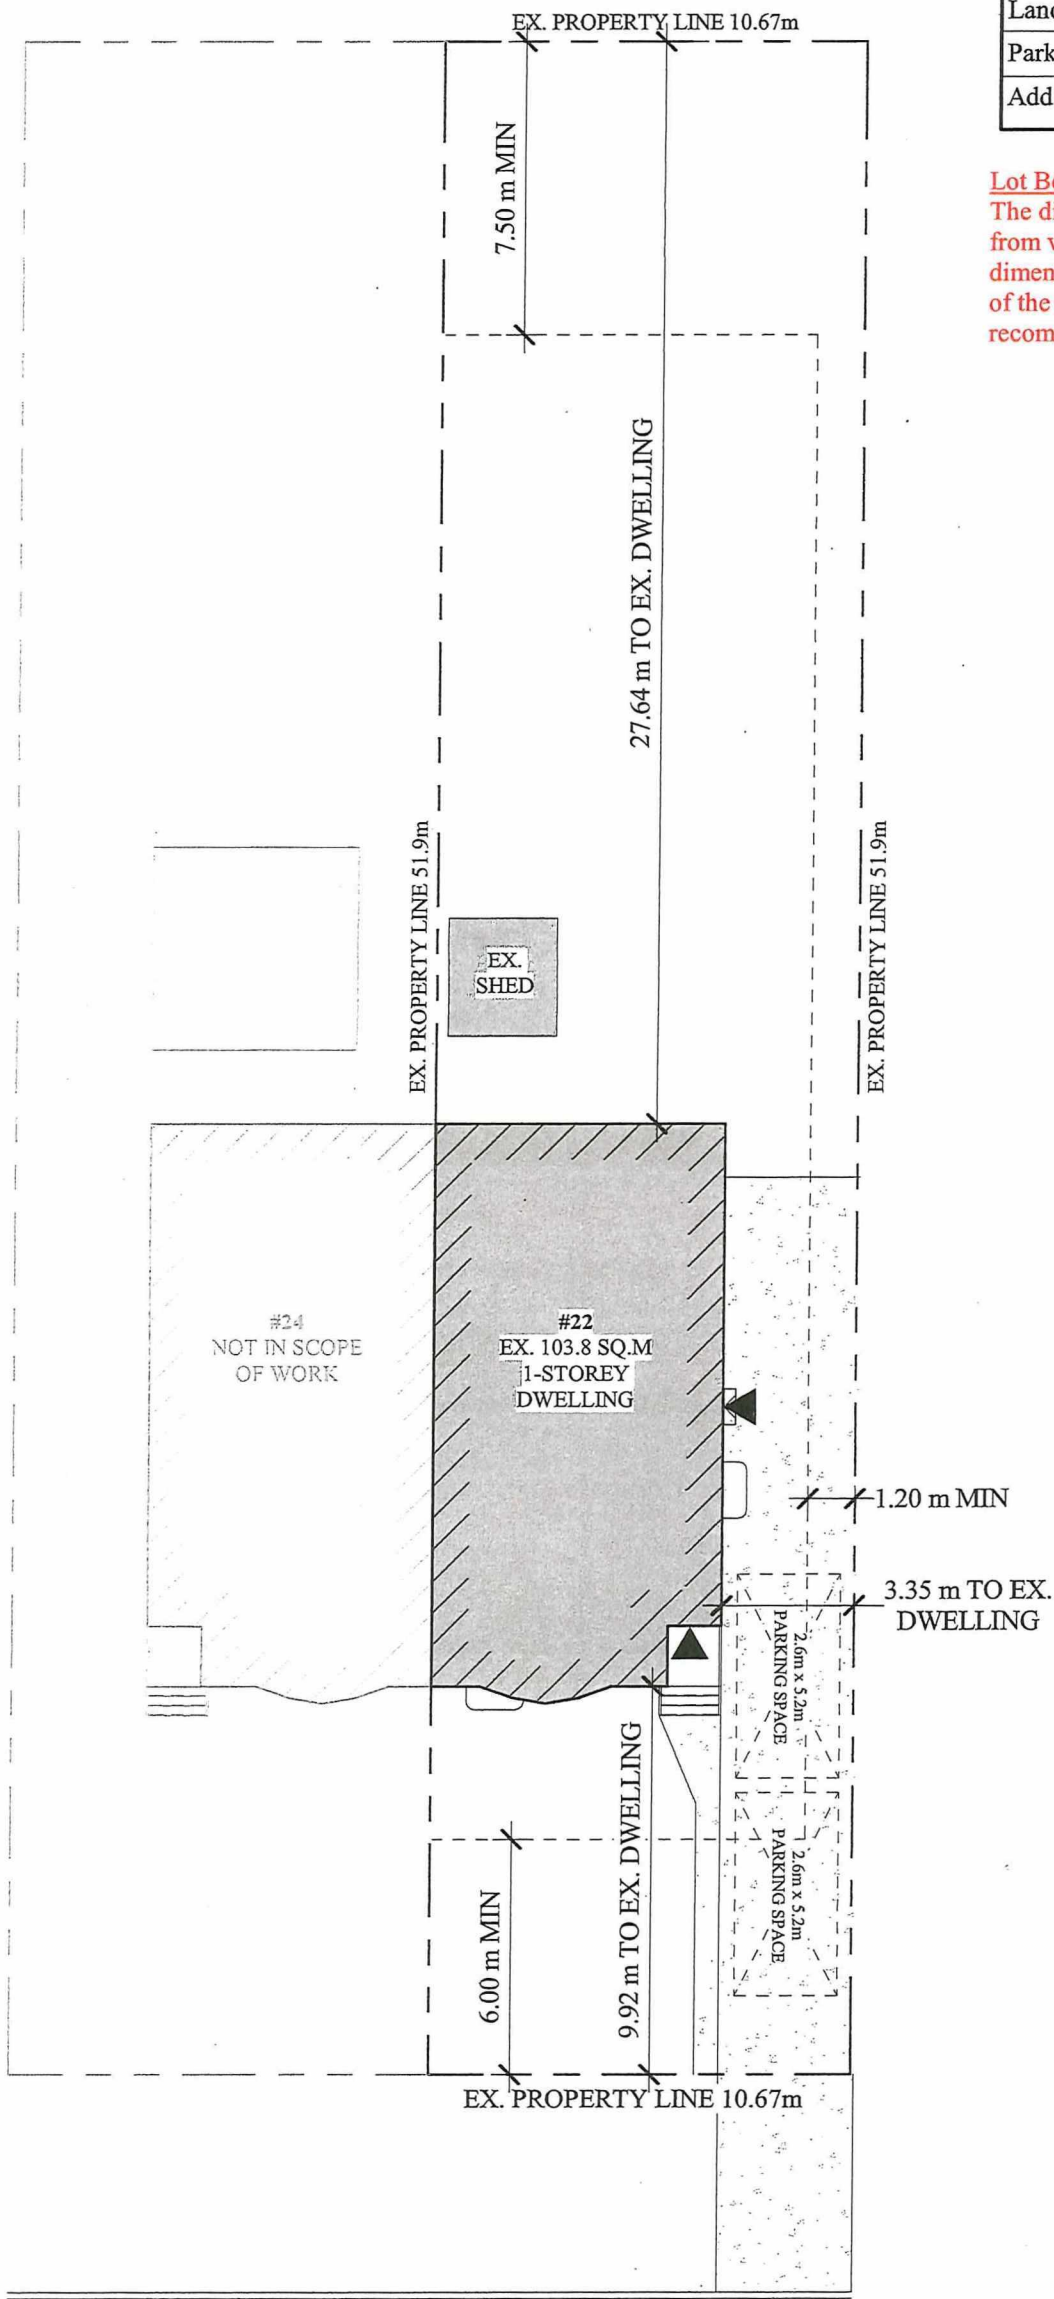 EX. PROPERTY LINE 10.67m
7.50 m MIN
27.64 m TO EX. DWELLING
EX. PROPERTY LINE 51.9m
EX. PROPERTY LINE 51.9m
EX.
SHED
#24
NOT IN SCOPE
OF WORK
#22
EX. 103.8 SQ.M
1-STOREY
DWELLING
1.20 m MIN
3.35 m TO EX.
DWELLING
2.6m x 5.2m
PARKING SPACE
2.6m x 5.2m
PARKING SPACE
9.92 m TO EX. DWELLING
6.00 m MIN
EX. PROPERTY LINE 10.67m
Park
Add
Lot
The
from
of the
recom